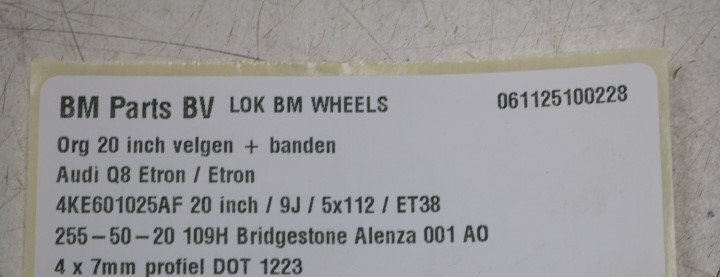 BM Parts BV LOK BM WHEELS 061125100228
Org 20 inch velgen + banden
Audi Q8 Etron / Etron
4KE601025AF 20 inch / 9J / 5x112 / ET38
255-50-20 109H Bridgestone Alenza 001 AO
4 x 7mm profiel DOT 1223